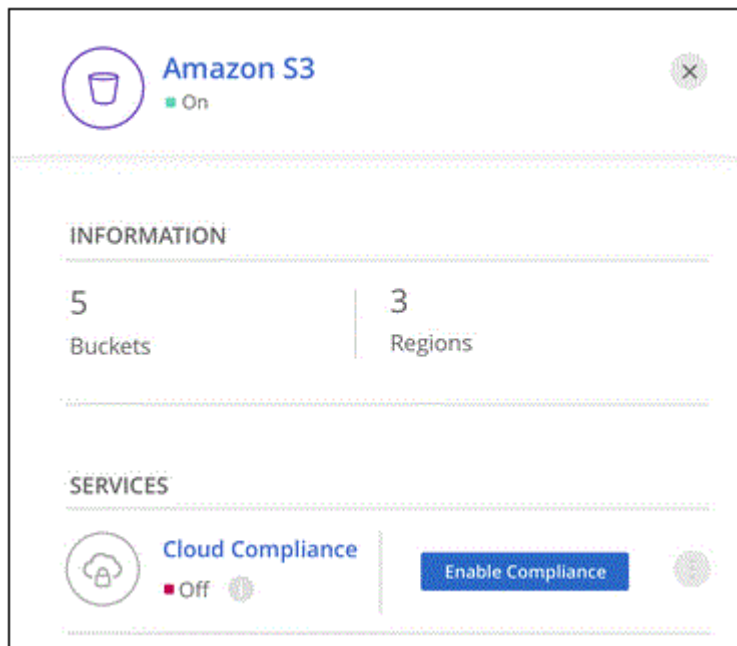 Amazon S3
On
INFORMATION
5
Buckets
3
Regions
SERVICES
Cloud Compliance
Off
Enable Compliance